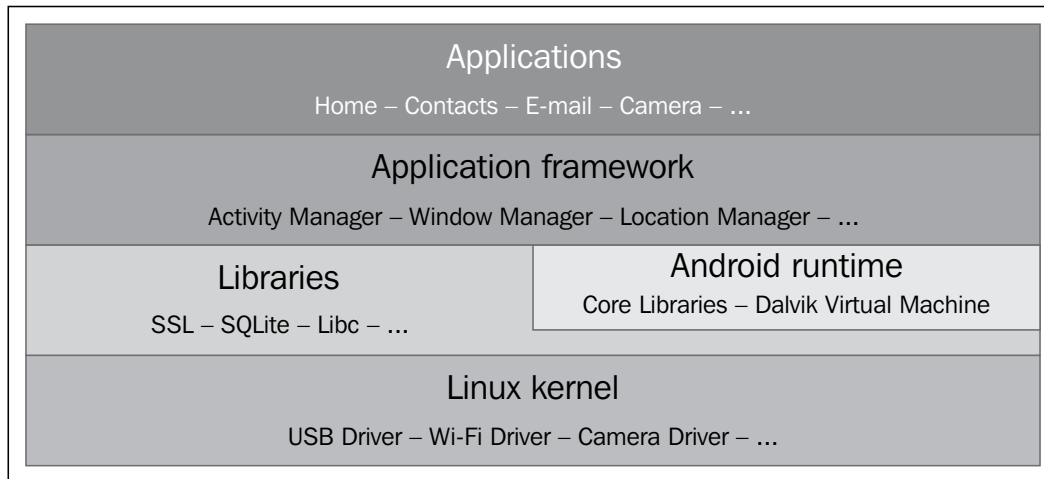 Applications
Home – Contacts – E-mail – Camera – ...
Application framework
Activity Manager – Window Manager – Location Manager – ...
Libraries
SSL – SQLite – Libc – ...
Android runtime
Core Libraries – Dalvik Virtual Machine
Linux kernel
USB Driver – Wi-Fi Driver – Camera Driver – ...